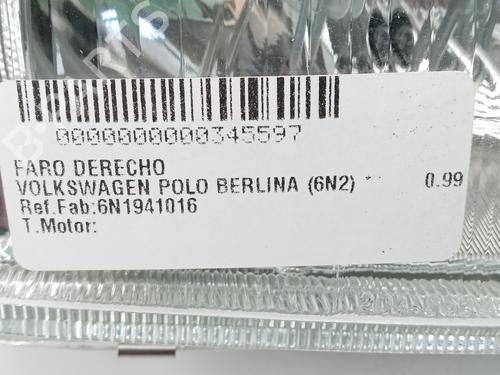 0000000000345597
FARO DERECHO
VOLKSWAGEN POLO BERLINA (6N2) 0.99
Ref.Fab:6N1941016
T.Motor: